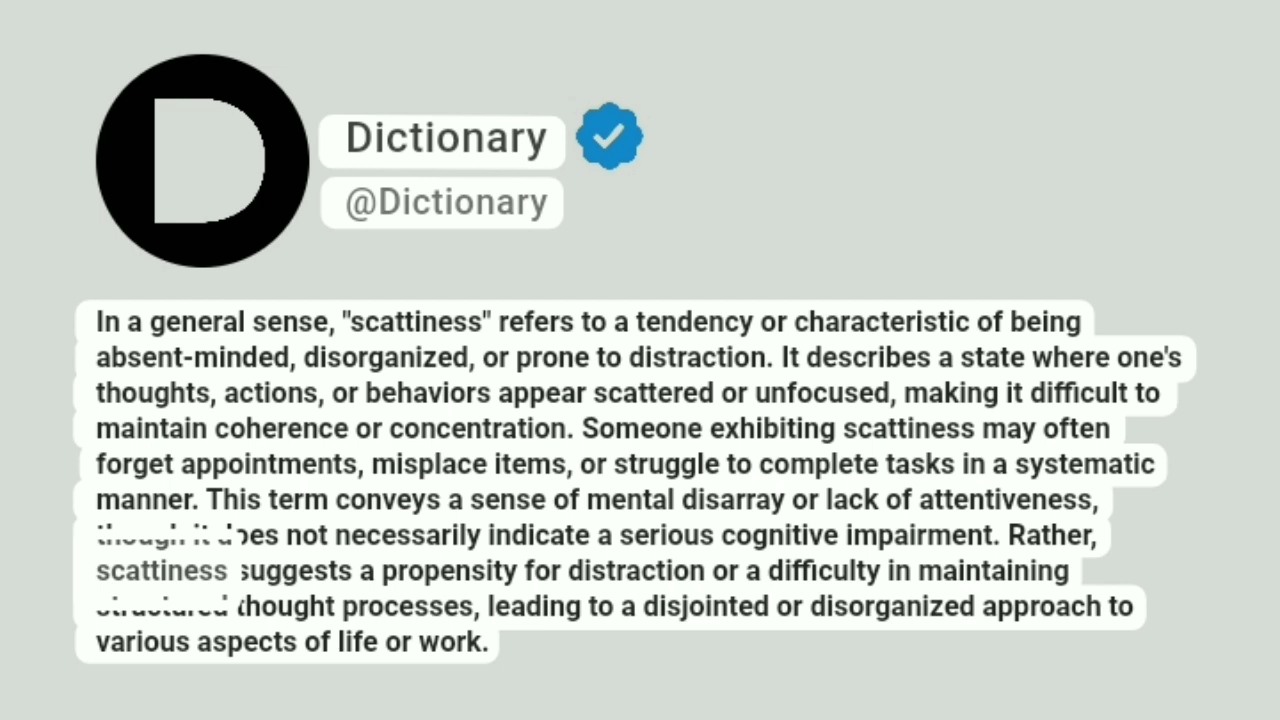 D
Dictionary
@Dictionary
In a general sense, "scattiness" refers to a tendency or characteristic of being
absent-minded, disorganized, or prone to distraction. It describes a state where one's
thoughts, actions, or behaviors appear scattered or unfocused, making it difficult to
maintain coherence or concentration. Someone exhibiting scattiness may often
forget appointments, misplace items, or struggle to complete tasks in a systematic
manner. This term conveys a sense of mental disarray or lack of attentiveness,
though it does not necessarily indicate a serious cognitive impairment. Rather,
scattiness suggests a propensity for distraction or a difficulty in maintaining
structured thought processes, leading to a disjointed or disorganized approach to
various aspects of life or work.